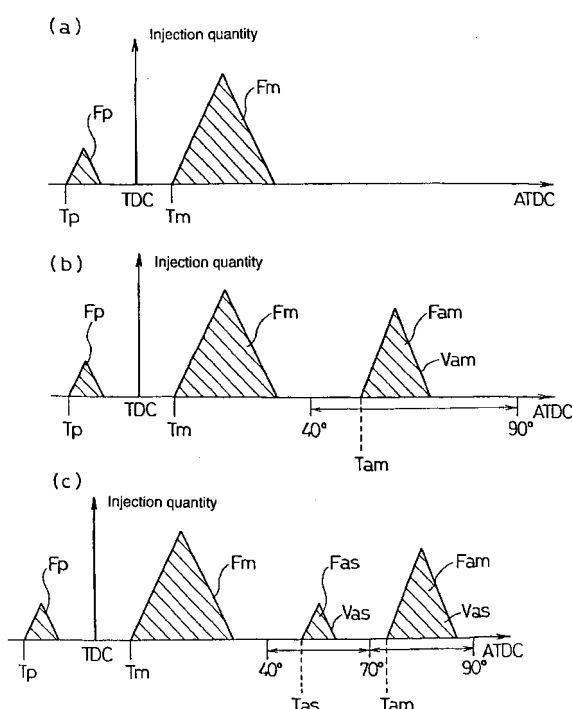 (a)
Injection quantity
Fp
Fm
Tp
TDC
Tm
ATDC
(b)
Injection quantity
Fp
Fm
Fam
Vam
Tp
TDC
Tm
40°
90°
ATDC
Tam
(c)
Injection quantity
Fp
Fm
Fas
Vas
Fam
Vas
Tp
TDC
Tm
40°
70°
90°
ATDC
Tas
Tam